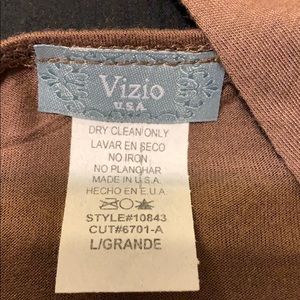 Vizio
U.S.A
DRY CLEAN ONLY
LAVAR EN SECO
NO IRON
NO PLANCHAR
MADE IN U.S.A.
HECHO EN E.U.A
STYLE#10843
CUT#6701-A
L/GRANDE